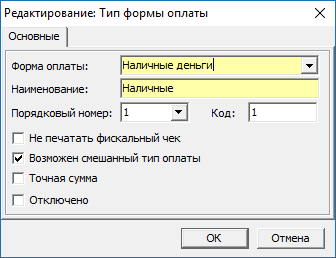 Редактирование: Тип формы оплаты
Основные
Форма оплаты: Наличные деньги
Наименование: Наличные
Порядковый номер: 1 Код: 1
Не печатать фискальный чек
Возможен смешанный тип оплаты
Точная сумма
Отключено
OK Отмена